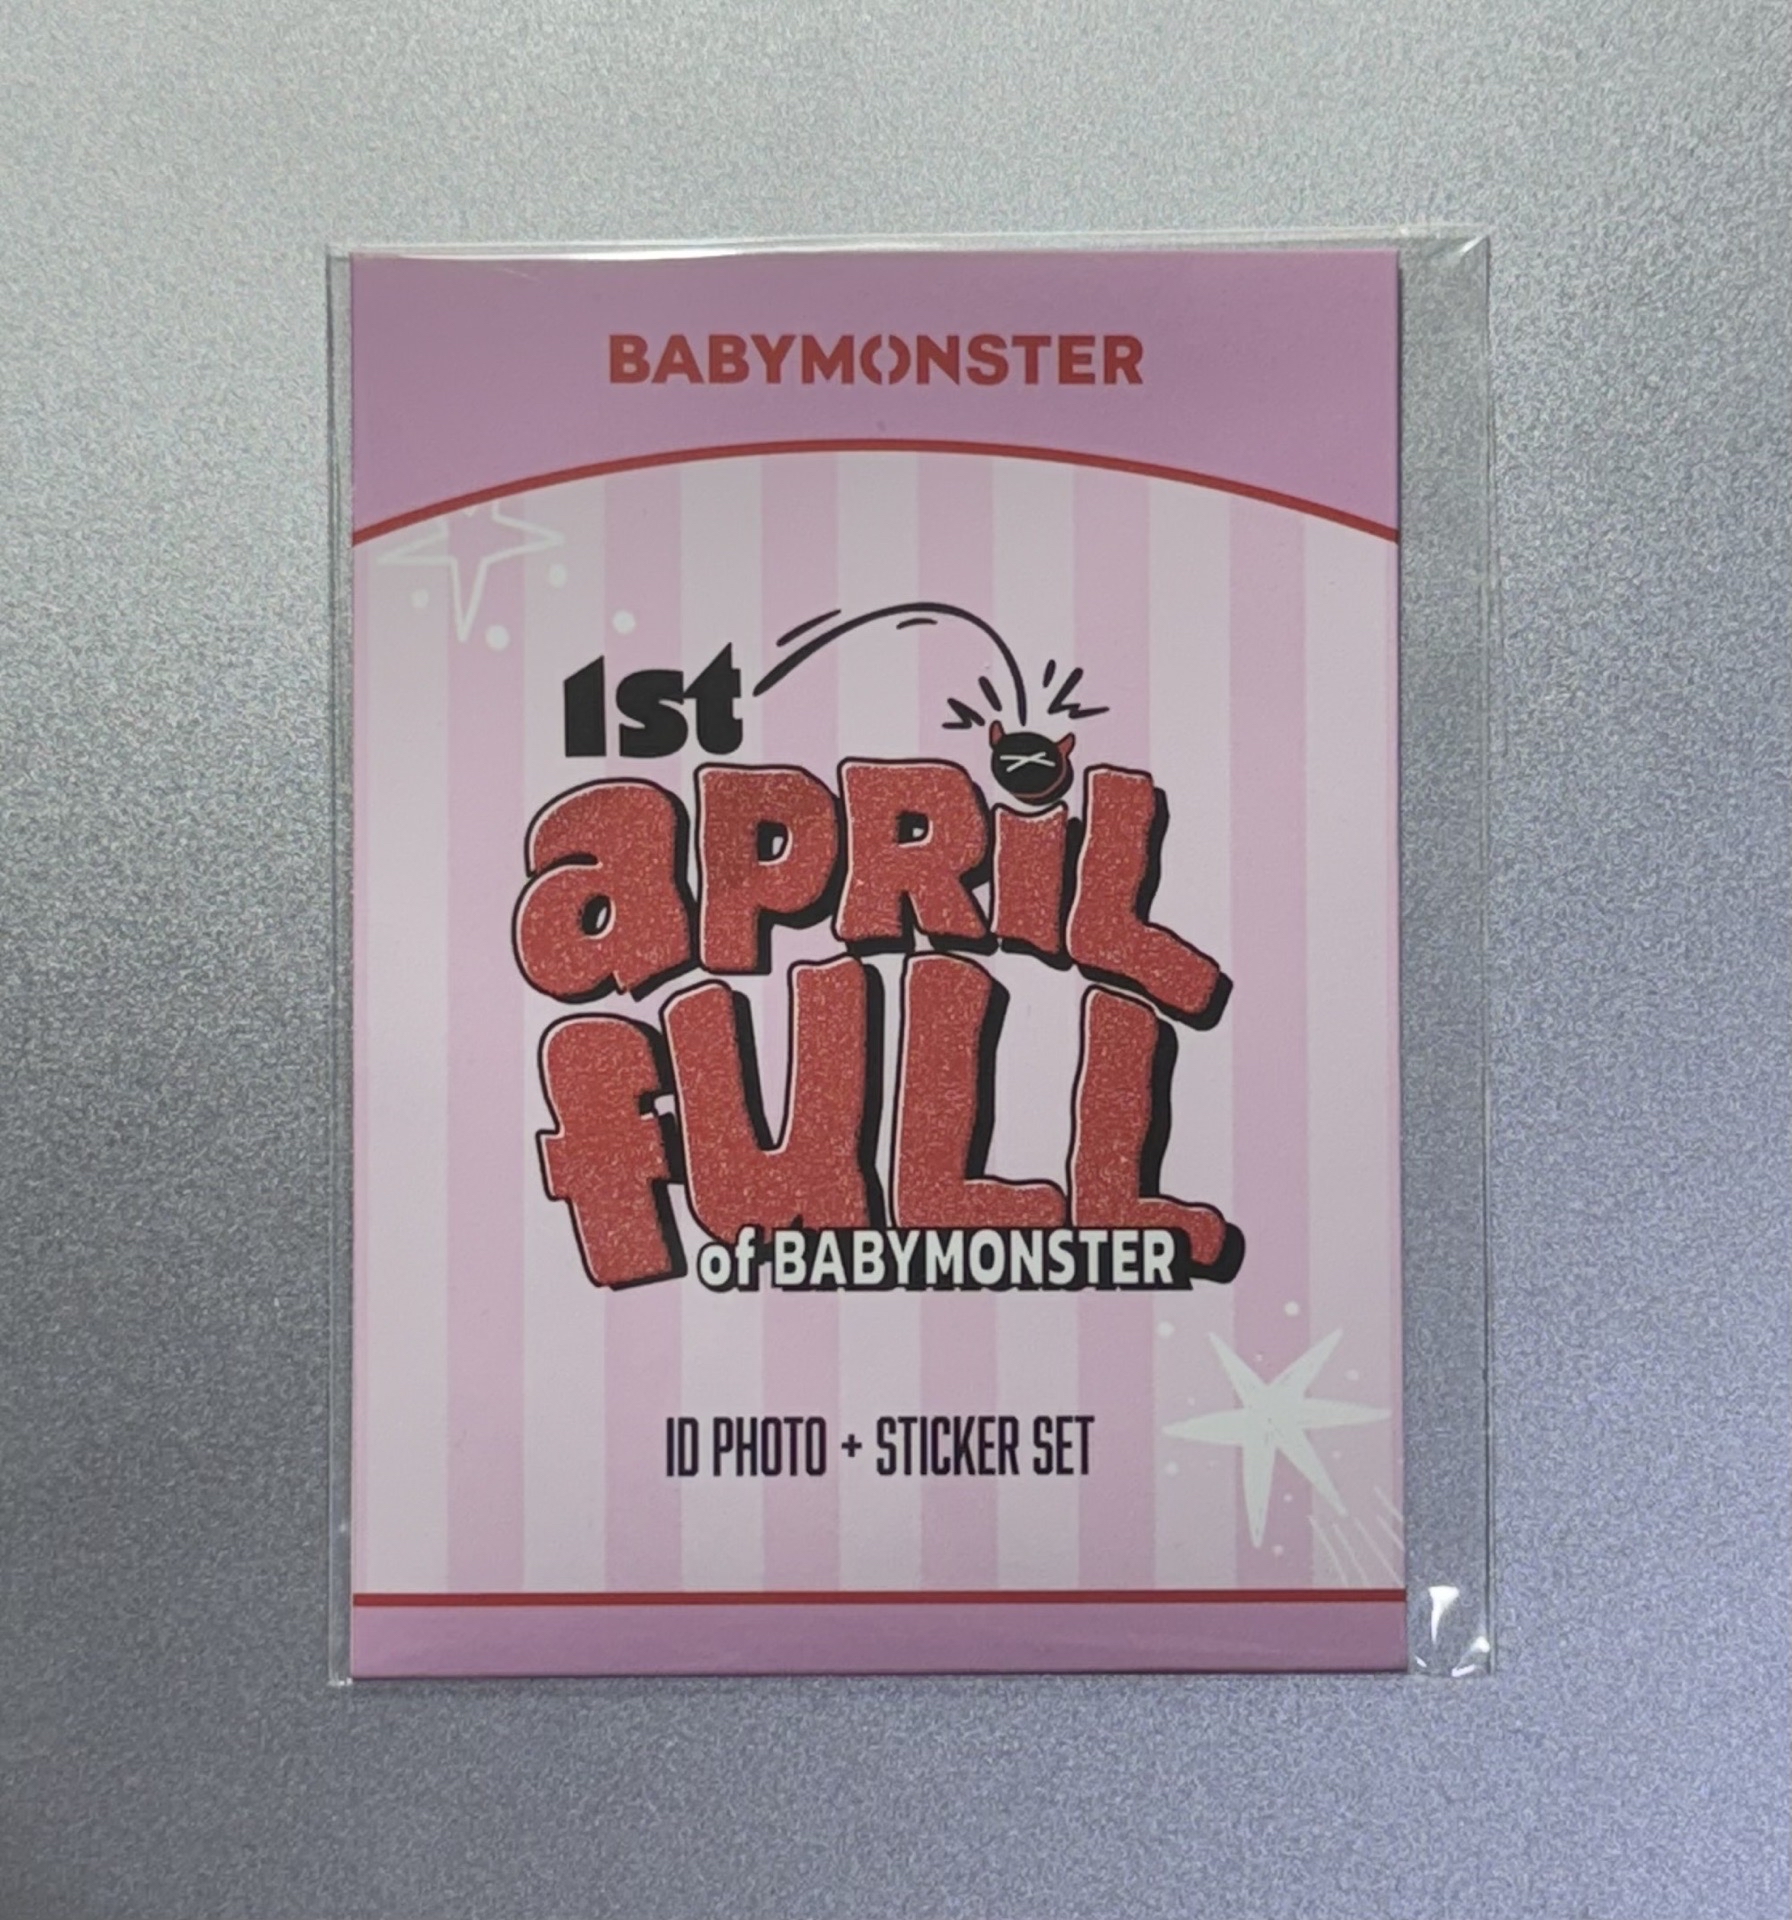 BABYMONSTER
1st
aPRiL
fuLL
of BABYMONSTER
ID PHOTO + STICKER SET